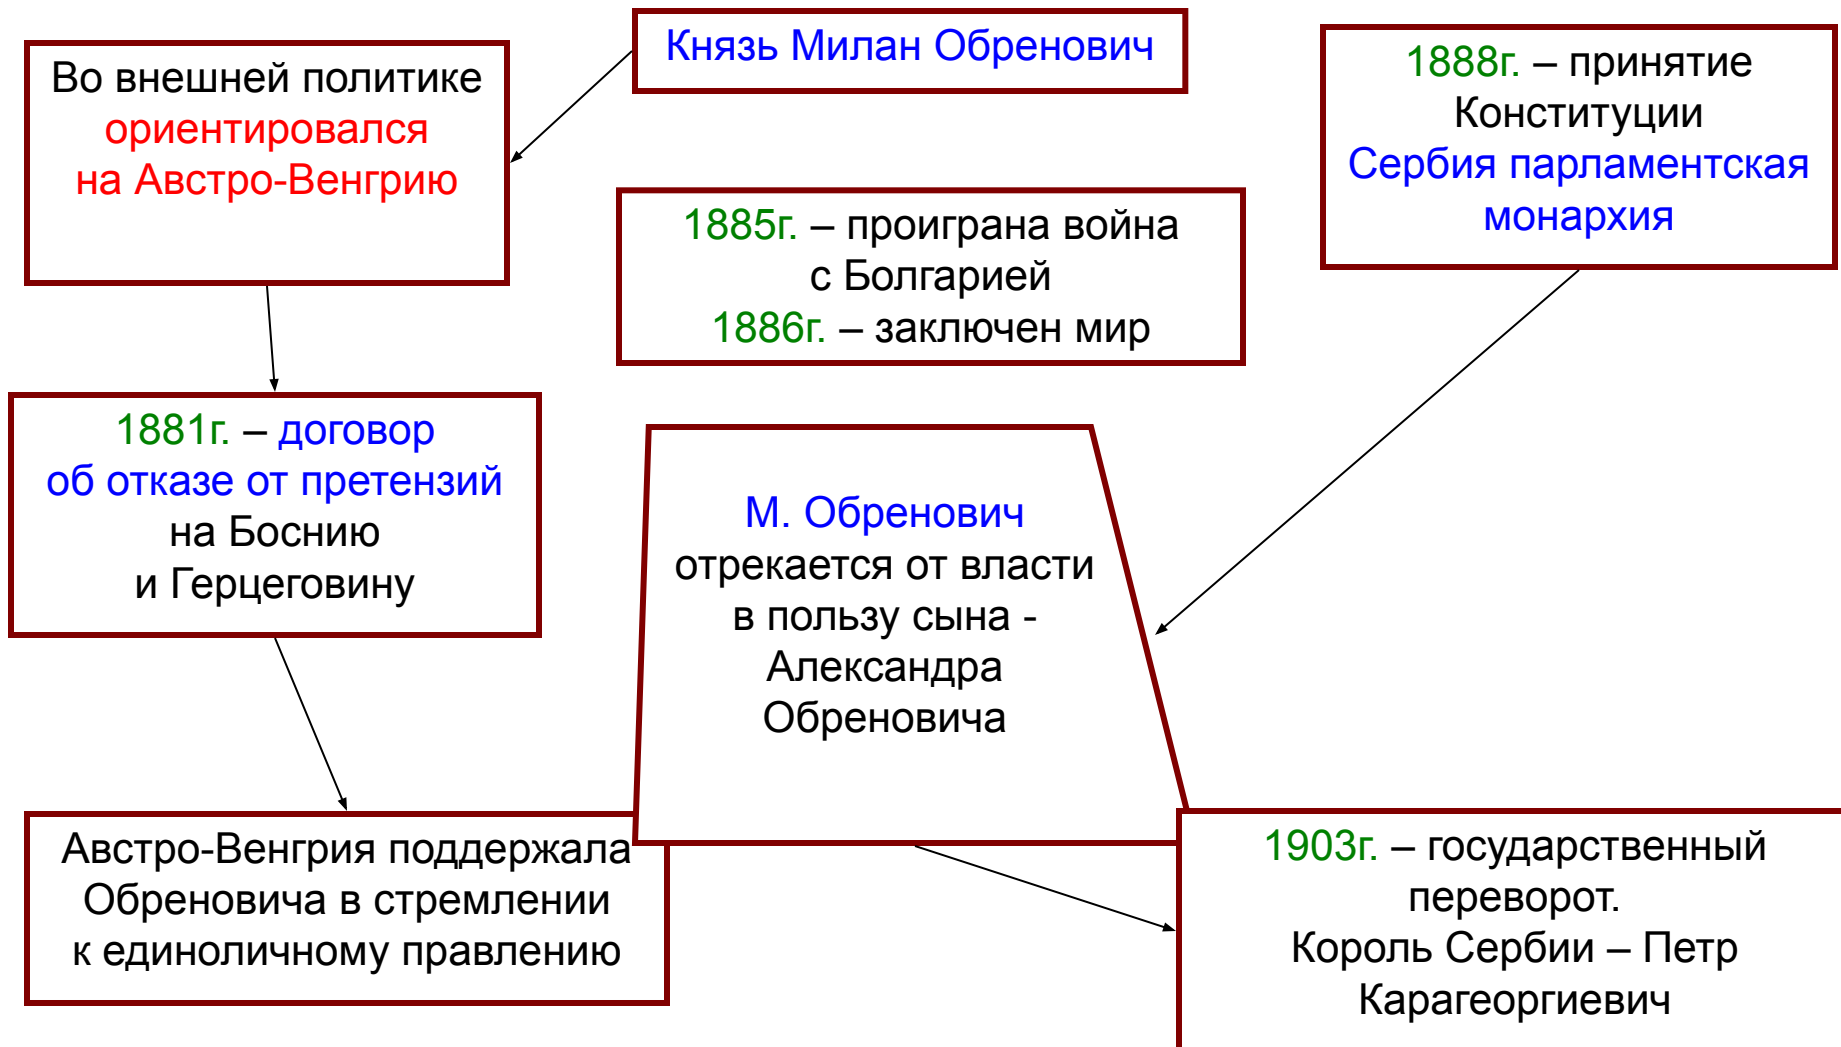 Князь Милан Обренович
Во внешней политике
ориентировался
на Австро-Венгрию
1888г. – принятие
Конституции
Сербия парламентская
монархия
1885г. – проиграна война
с Болгарией
1886г. – заключен мир
1881г. – договор
об отказе от претензий
на Боснию
и Герцеговину
М. Обренович
отрекается от власти
в пользу сына -
Александра
Обреновича
Австро-Венгрия поддержала
Обреновича в стремлении
к единоличному правлению
1903г. – государственный
переворот.
Король Сербии – Петр
Карагеоргиевич